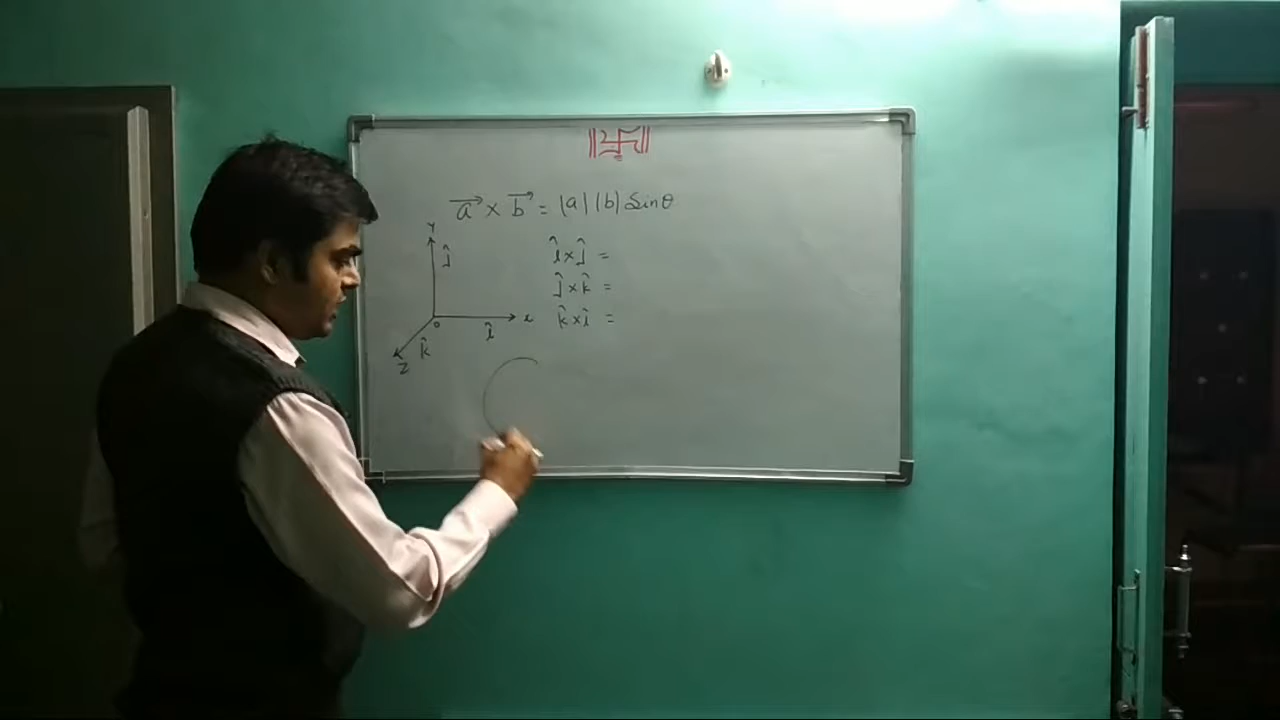 ॥卐॥
a⃗ × b⃗ = |a| |b| Sinθ
Y
ĵ
î × ĵ =
ĵ × k̂ =
k̂ × î =
o
x
î
k̂
Z